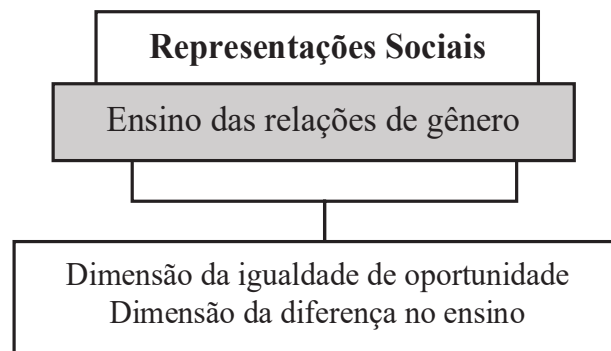 Representações Sociais
Ensino das relações de gênero
Dimensão da igualdade de oportunidade
Dimensão da diferença no ensino